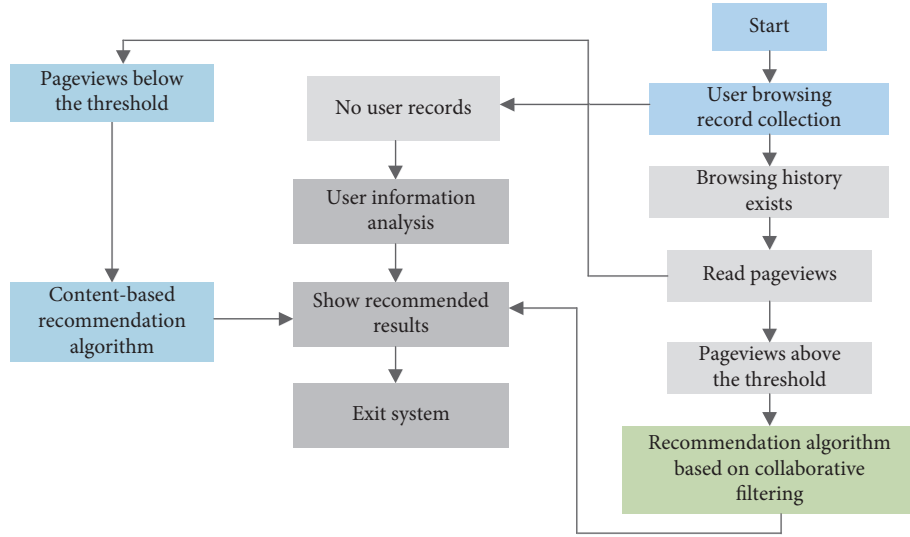 Start
Pageviews below
the threshold
No user records
User browsing
record collection
Browsing history
exists
User information
analysis
Read pageviews
Content-based
recommendation
algorithm
Show recommended
results
Pageviews above
the threshold
Exit system
Recommendation algorithm
based on collaborative
filtering